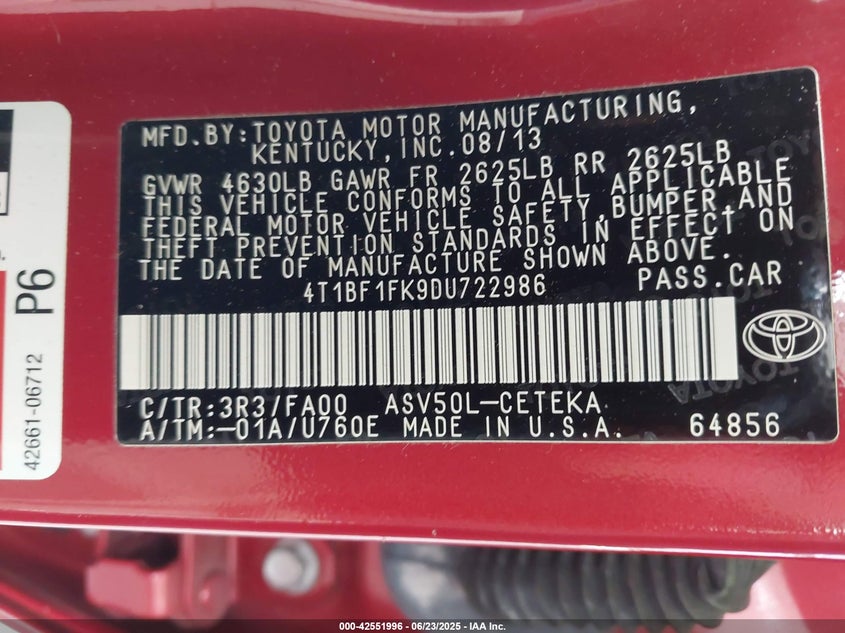 MFD.BY:TOYOTA MOTOR MANUFACTURING,
KENTUCKY,INC.08/13
GVWR 4630LB GAWR FR 2625LB RR 2625LB
THIS VEHICLE CONFORMS TO ALL APPLICABLE
FEDERAL MOTOR VEHICLE SAFETY,BUMPER,AND
THEFT PREVENTION STANDARDS IN EFFECT ON
THE DATE OF MANUFACTURE SHOWN ABOVE.
4T1BF1FK9DU722986 PASS.CAR
C/TR:3R3/FA00 ASV50L-CETEKA
A/TM:-01A/U760E MADE IN U.S.A. 64856
P6
42661-06712
000-42551996 - 06/23/2025 - IAA Inc.